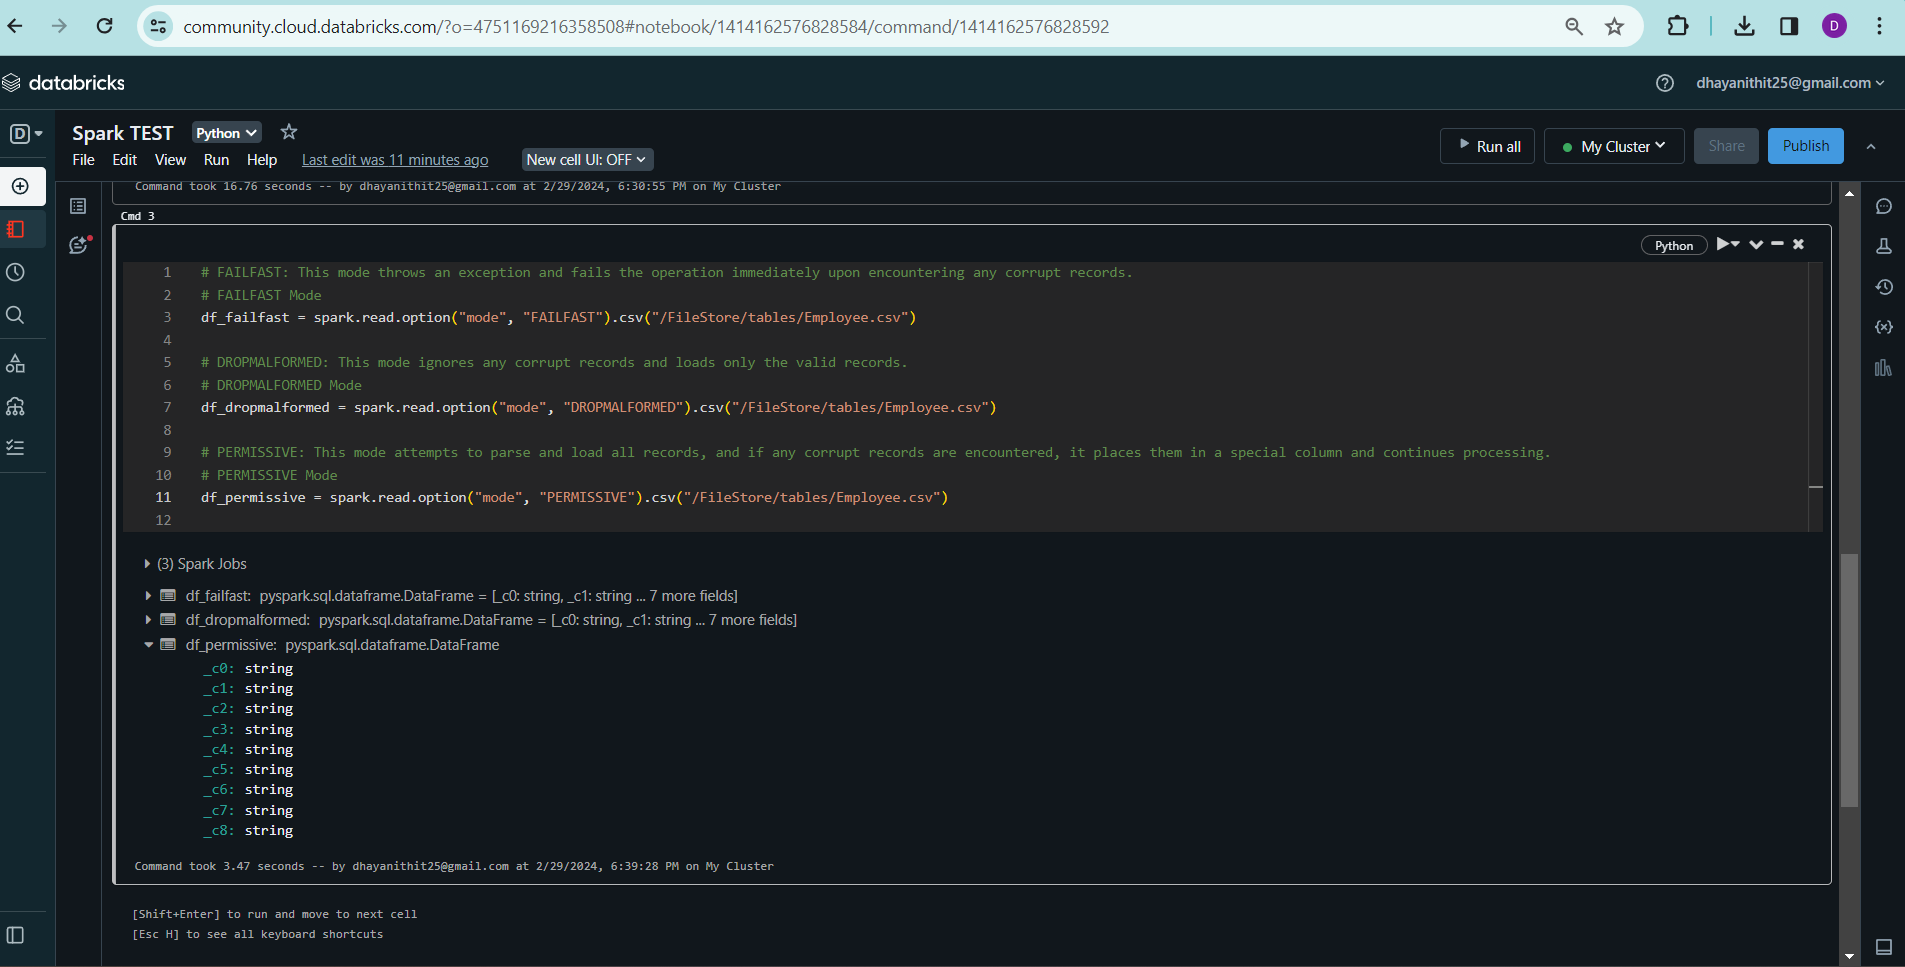 community.cloud.databricks.com/?o=4751169216358508#notebook/1414162576828584/command/1414162576828592
D
databricks
dhayanithit25@gmail.com
D
Spark TEST
Python
File Edit View Run Help Last edit was 11 minutes ago New cell UI: OFF
Run all
My Cluster
Share
Publish
Command took 16.76 seconds -- by dhayanithit25@gmail.com at 2/29/2024, 6:30:55 PM on My Cluster
Cmd 3
Python
1 # FAILFAST: This mode throws an exception and fails the operation immediately upon encountering any corrupt records.
2 # FAILFAST Mode
3 df_failfast = spark.read.option("mode", "FAILFAST").csv("/FileStore/tables/Employee.csv")
4
5 # DROPMALFORMED: This mode ignores any corrupt records and loads only the valid records.
6 # DROPMALFORMED Mode
7 df_dropmalformed = spark.read.option("mode", "DROPMALFORMED").csv("/FileStore/tables/Employee.csv")
8
9 # PERMISSIVE: This mode attempts to parse and load all records, and if any corrupt records are encountered, it places them in a special column and continues processing.
10 # PERMISSIVE Mode
11 df_permissive = spark.read.option("mode", "PERMISSIVE").csv("/FileStore/tables/Employee.csv")
12
(3) Spark Jobs
df_failfast: pyspark.sql.dataframe.DataFrame = [_c0: string, _c1: string ... 7 more fields]
df_dropmalformed: pyspark.sql.dataframe.DataFrame = [_c0: string, _c1: string ... 7 more fields]
df_permissive: pyspark.sql.dataframe.DataFrame
_c0: string
_c1: string
_c2: string
_c3: string
_c4: string
_c5: string
_c6: string
_c7: string
_c8: string
Command took 3.47 seconds -- by dhayanithit25@gmail.com at 2/29/2024, 6:39:28 PM on My Cluster
[Shift+Enter] to run and move to next cell
[Esc H] to see all keyboard shortcuts